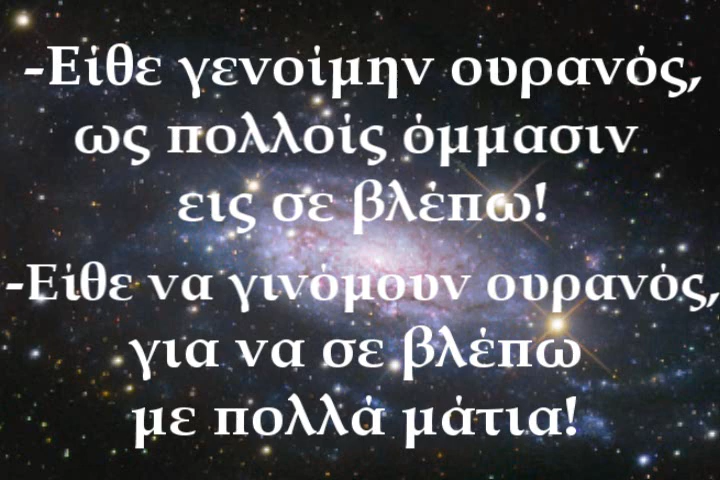 -Είθε γενοίμην ουρανός,
ως πολλοίς όμμασιν
εις σε βλέπω!
-Είθε να γινόμουν ουρανός,
για να σε βλέπω
με πολλά μάτια!